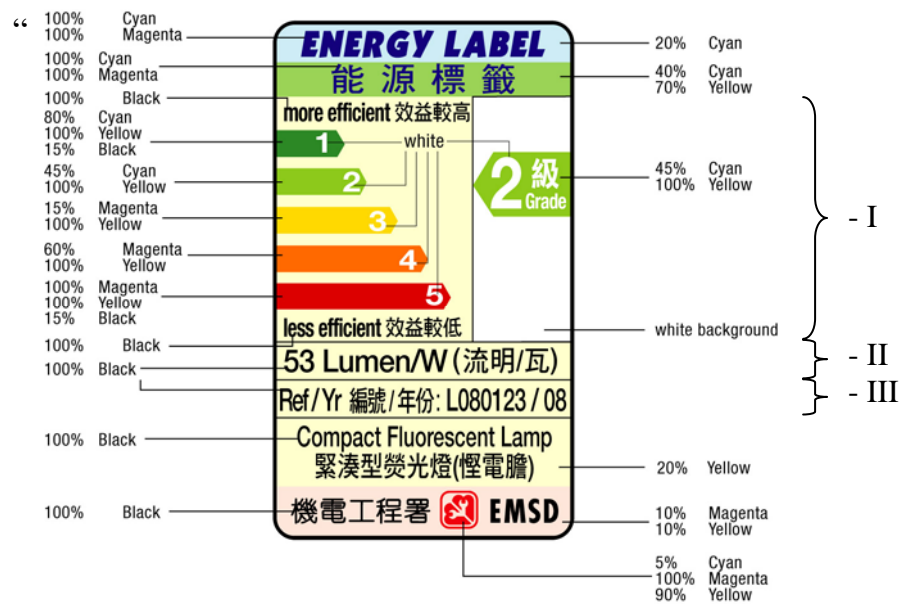 “
100% Cyan
100% Magenta
100% Cyan
100% Magenta
100% Black
80% Cyan
100% Yellow
15% Black
45% Cyan
100% Yellow
15% Magenta
100% Yellow
60% Magenta
100% Yellow
100% Magenta
100% Yellow
15% Black
100% Black
100% Black
100% Black
100% Black
ENERGY LABEL
能源標籤
more efficient 效益較高
1
white
2
3
4
5
less efficient 效益較低
2 級
Grade
53 Lumen/W (流明/瓦)
Ref/Yr 編號/年份: L080123 / 08
Compact Fluorescent Lamp
緊湊型熒光燈(慳電膽)
機電工程署 EMSD
20% Cyan
40% Cyan
70% Yellow
45% Cyan
100% Yellow
white background
20% Yellow
10% Magenta
10% Yellow
5% Cyan
100% Magenta
90% Yellow
- I
- II
- III